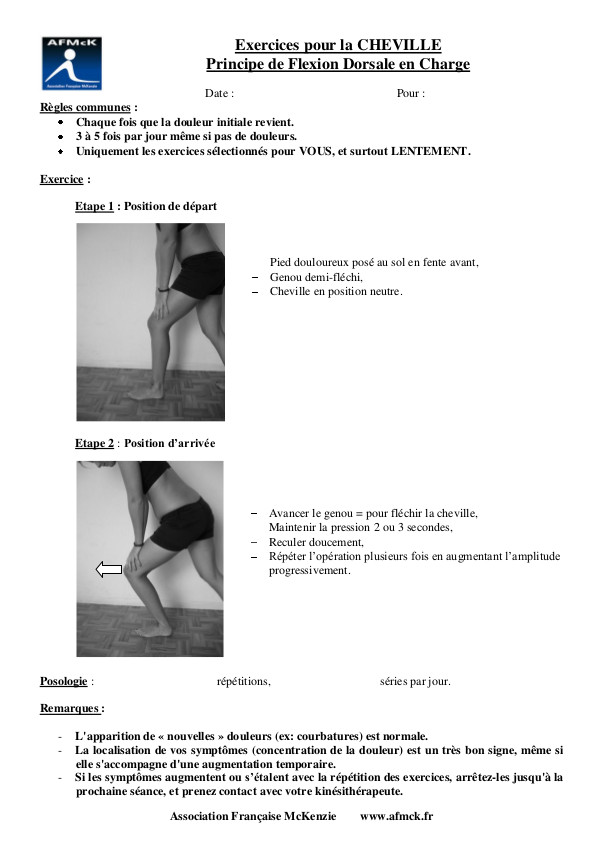 AFMcK
Association Française McKenzie
Exercices pour la CHEVILLE
Principe de Flexion Dorsale en Charge
Date : Pour :
Règles communes :
• Chaque fois que la douleur initiale revient.
• 3 à 5 fois par jour même si pas de douleurs.
• Uniquement les exercices sélectionnés pour VOUS, et surtout LENTEMENT.
Exercice :
Etape 1 : Position de départ
Pied douloureux posé au sol en fente avant,
– Genou demi-fléchi,
– Cheville en position neutre.
Etape 2 : Position d’arrivée
– Avancer le genou = pour fléchir la cheville,
Maintenir la pression 2 ou 3 secondes,
– Reculer doucement,
– Répéter l’opération plusieurs fois en augmentant l’amplitude
progressivement.
Posologie : répétitions, séries par jour.
Remarques :
- L'apparition de « nouvelles » douleurs (ex: courbatures) est normale.
- La localisation de vos symptômes (concentration de la douleur) est un très bon signe, même si
elle s'accompagne d'une augmentation temporaire.
- Si les symptômes augmentent ou s’étalent avec la répétition des exercices, arrêtez-les jusqu'à la
prochaine séance, et prenez contact avec votre kinésithérapeute.
Association Française McKenzie www.afmck.fr